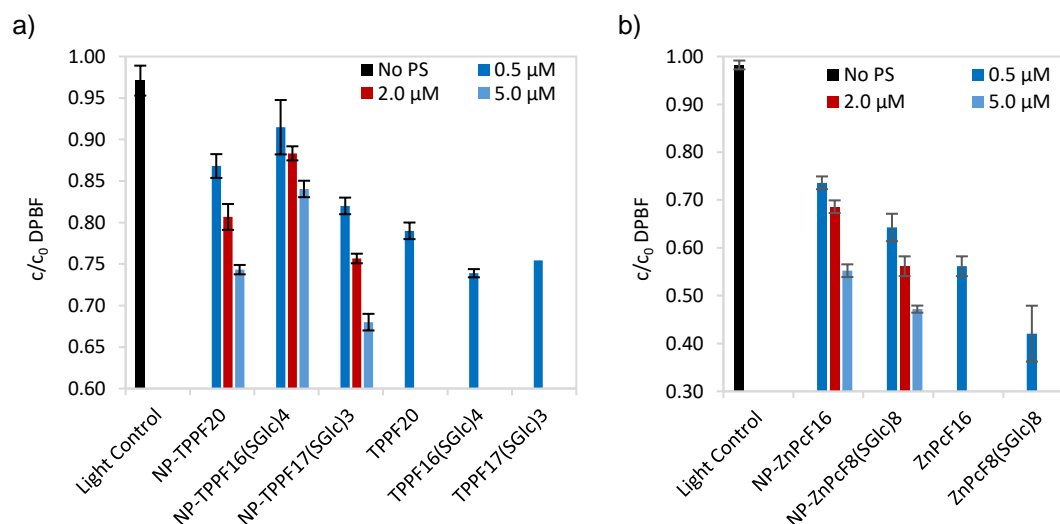 a)
1.00
0.95
0.90
0.85
0.80
0.75
0.70
0.65
0.60
c/c₀ DPBF
No PS
0.5 µM
2.0 µM
5.0 µM
Light Control
NP-TPPF20
NP-TPPF16(SGlc)4
NP-TPPF17(SGlc)3
TPPF20
TPPF16(SGlc)4
TPPF17(SGlc)3
b)
1.00
0.90
0.80
0.70
0.60
0.50
0.40
0.30
c/c₀ DPBF
No PS
0.5 µM
2.0 µM
5.0 µM
Light Control
NP-ZnPcF16
NP-ZnPcF8(SGlc)8
ZnPcF16
ZnPcF8(SGlc)8